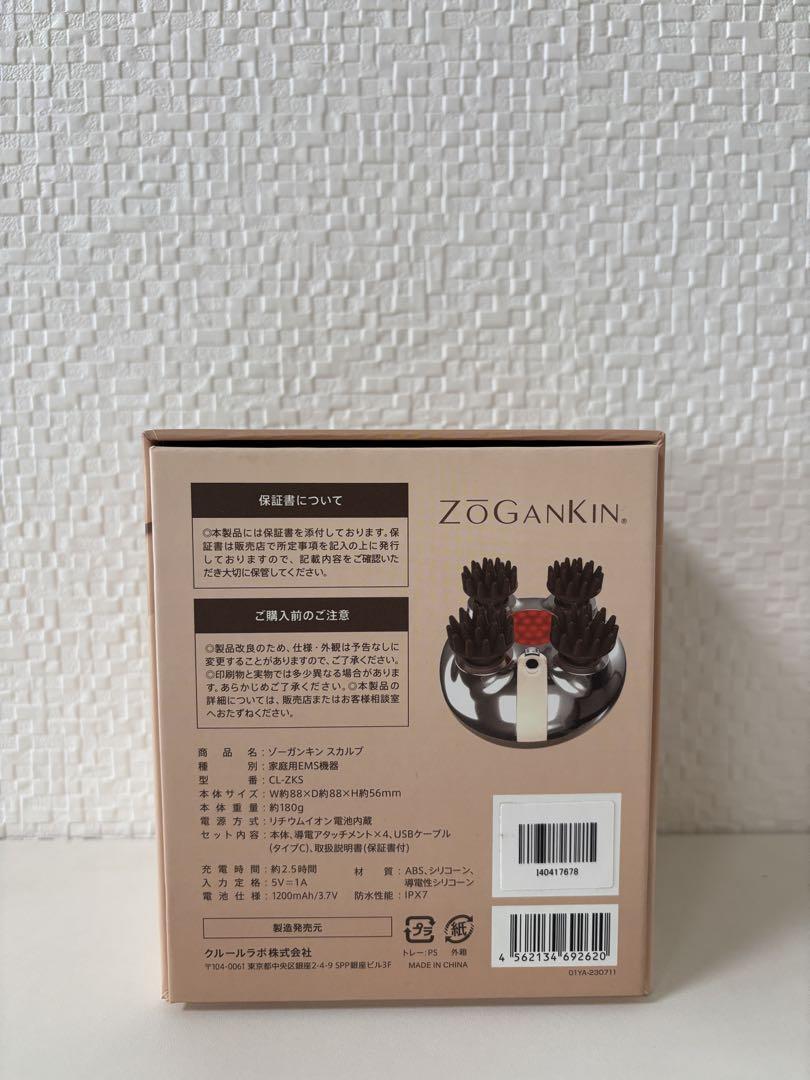 保証書について
◎本製品には保証書を添付しております。保
証書は販売店で所定事項を記入の上に発行
しておりますので、記載内容をご確認いた
だき大切に保管してください。
ご購入前のご注意
◎製品改良のため、仕様・外観は予告なしに
変更することがありますので、ご了承ください。
◎印刷物と実物では多少異なる場合がありま
す。あらかじめご了承ください。◎本製品の
詳細については、販売店またはお客様相談室
へおたずねください。
ZŌGANKIN®
商品名：ゾーガンキン スカルプ
種別：家庭用EMS機器
型番：CL-ZKS
本体サイズ：W約88×D約88×H約56mm
本体重量：約180g
電源方式：リチウムイオン電池内蔵
セット内容：本体、導電アタッチメント×4、USBケーブル
(タイプC)、取扱説明書(保証書付)
充電時間：約2.5時間
入力定格：5V＝1A
電池仕様：1200mAh/3.7V
材質：ABS、シリコーン、
導電性シリコーン
防水性能：IPX7
製造発売元
クルールラボ株式会社
〒104-0061 東京都中央区銀座2-4-9 SPP銀座ビル3F
プラ
紙
トレー：PS
外箱
MADE IN CHINA
I40417678
4 562134 692620
01YA-230711